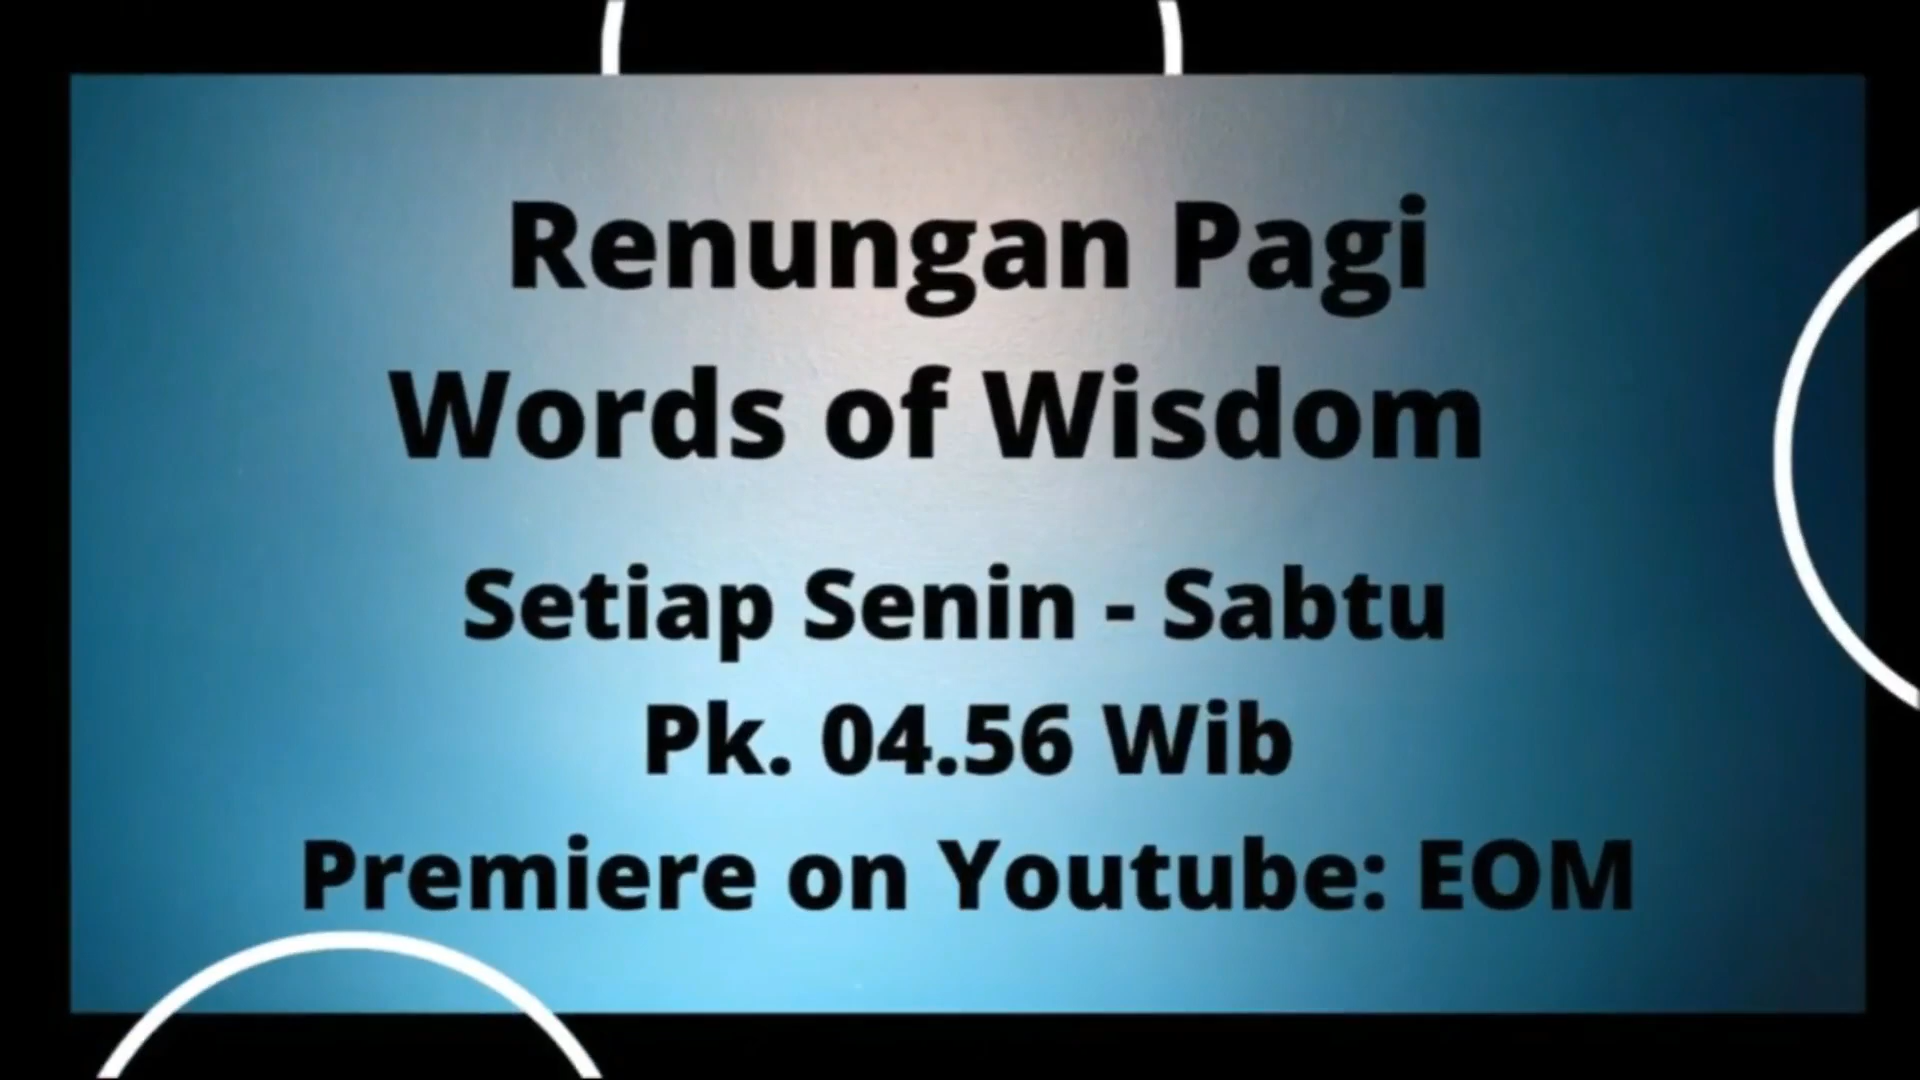 Renungan Pagi
Words of Wisdom
Setiap Senin - Sabtu
Pk. 04.56 Wib
Premiere on Youtube: EOM